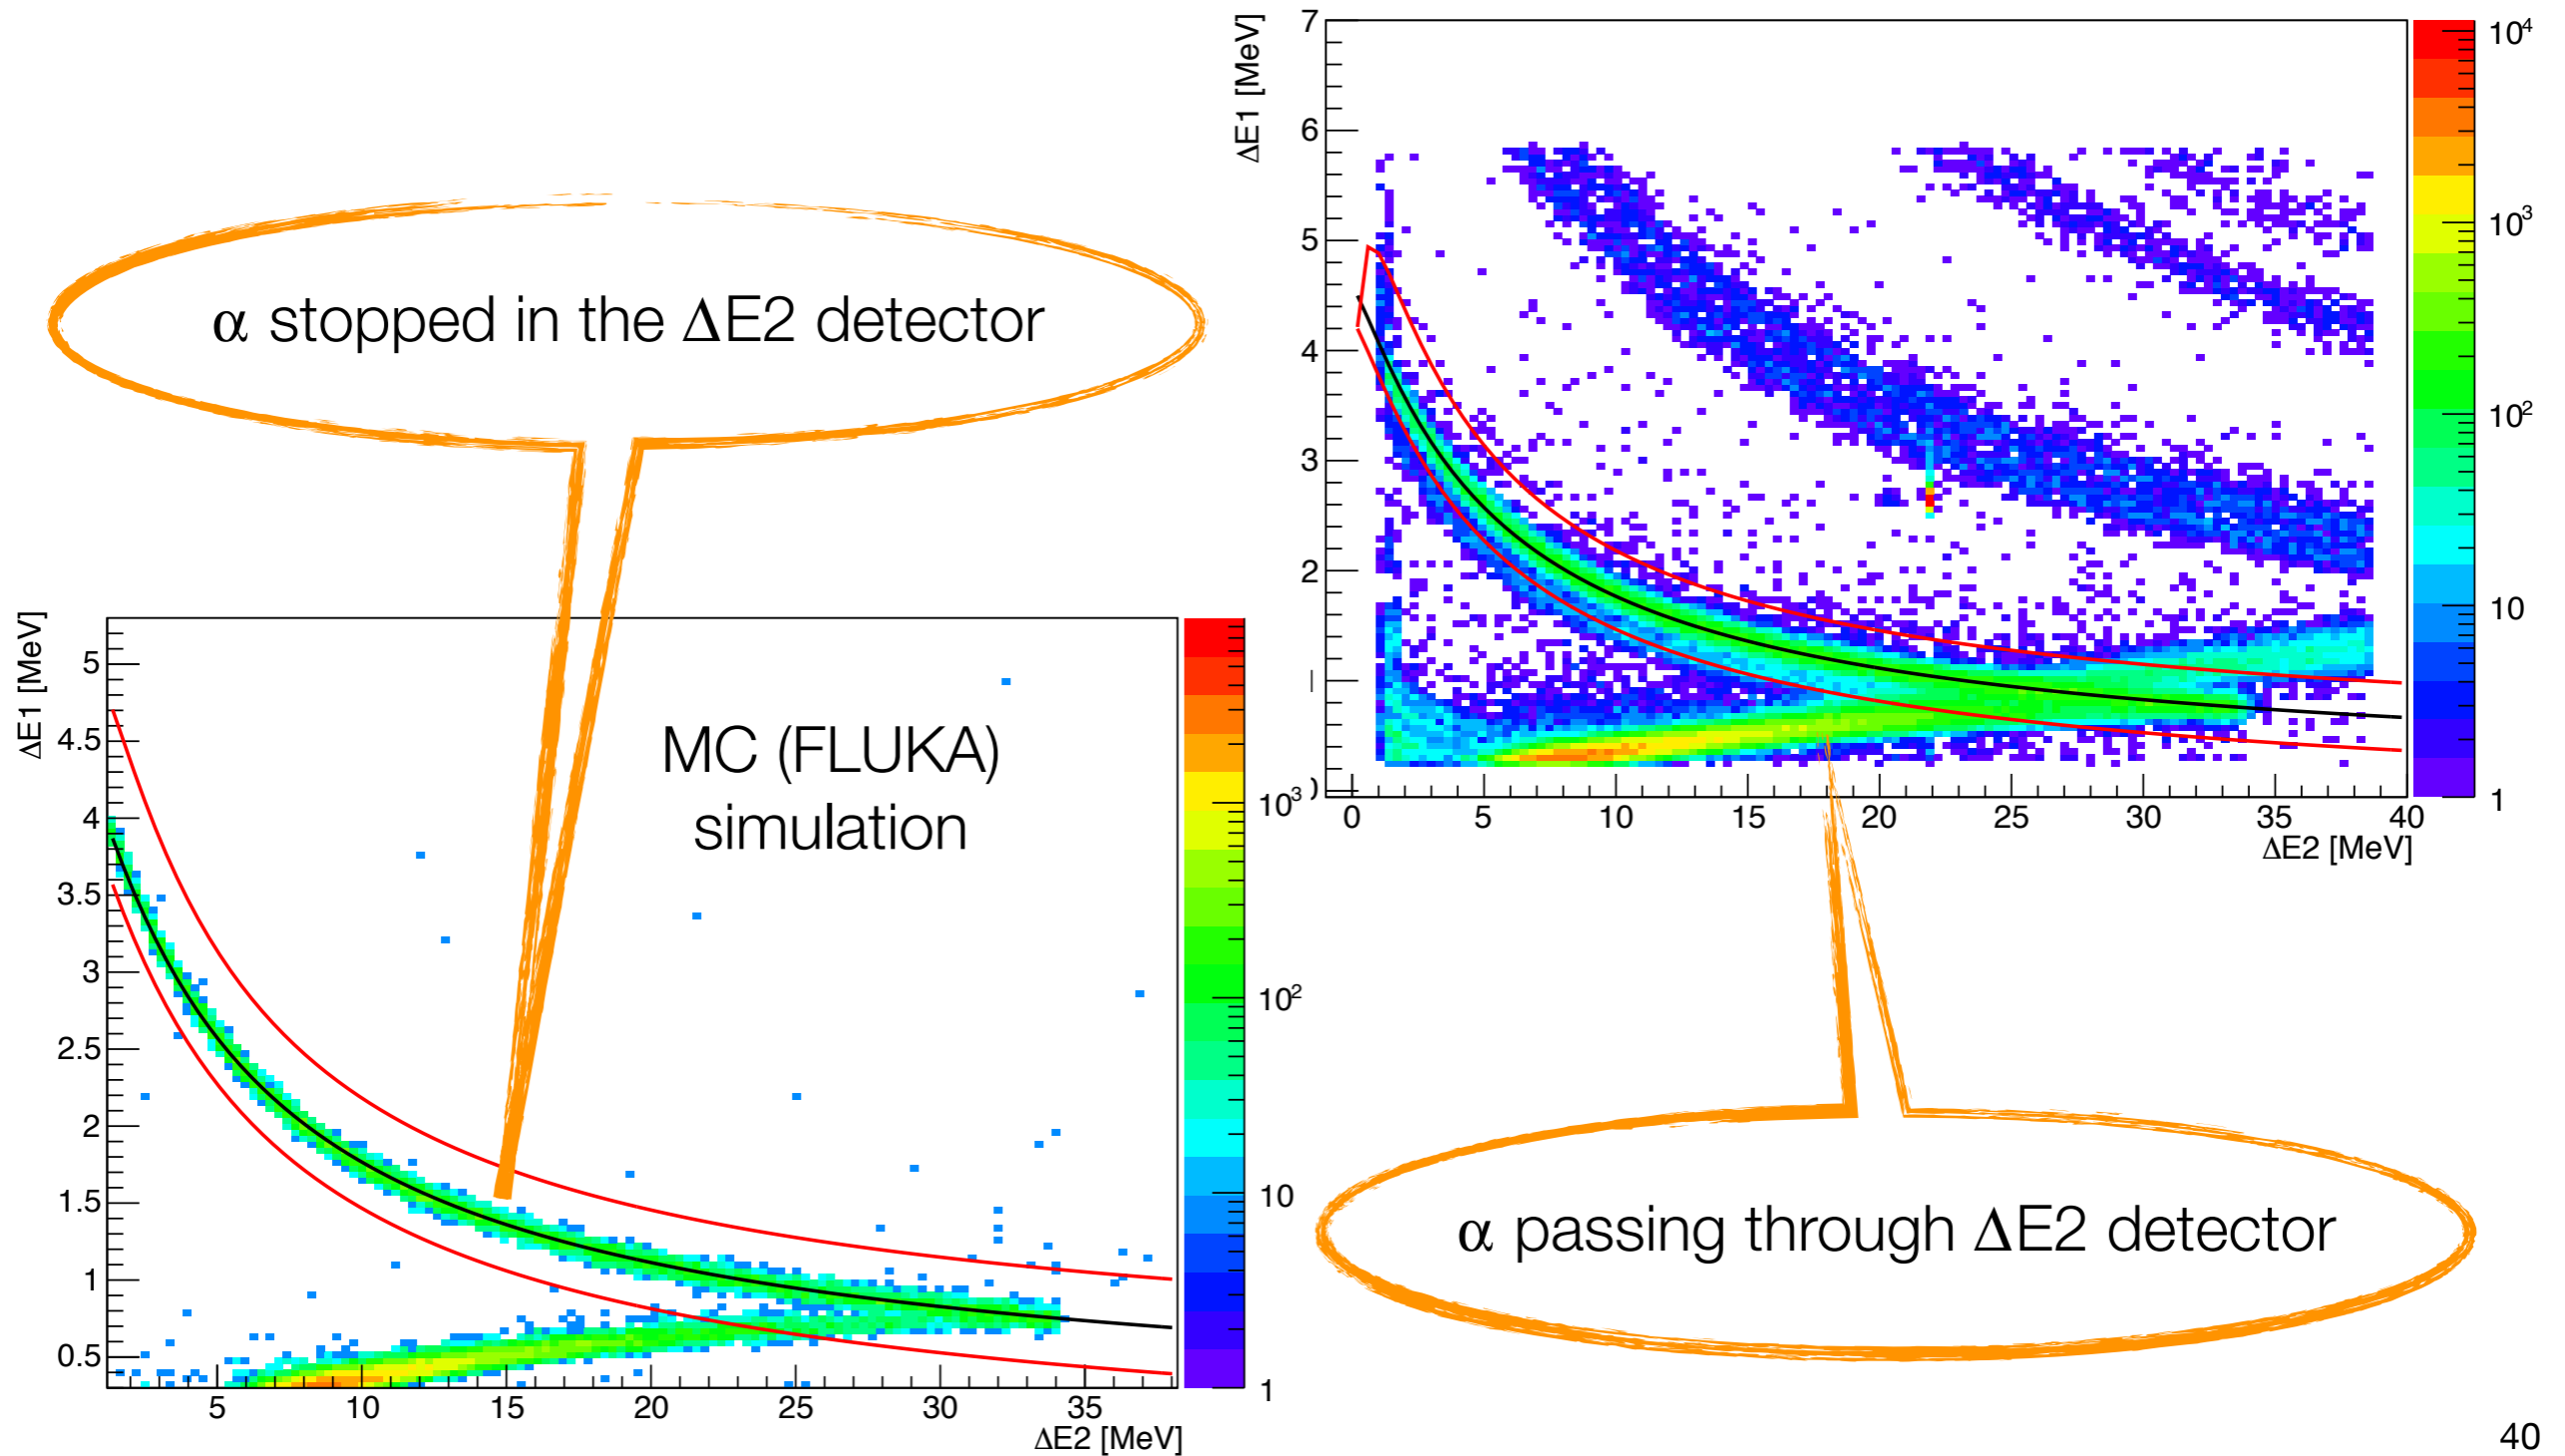 α stopped in the ΔE2 detector
ΔE1 [MeV]
7
6
5
4
3
2
1
0
0 5 10 15 20 25 30 35 40
ΔE2 [MeV]
10⁴
10³
10²
10
1
MC (FLUKA)
simulation
ΔE1 [MeV]
5
4.5
4
3.5
3
2.5
2
1.5
1
0.5
5 10 15 20 25 30 35
ΔE2 [MeV]
10³
10²
10
1
α passing through ΔE2 detector
40